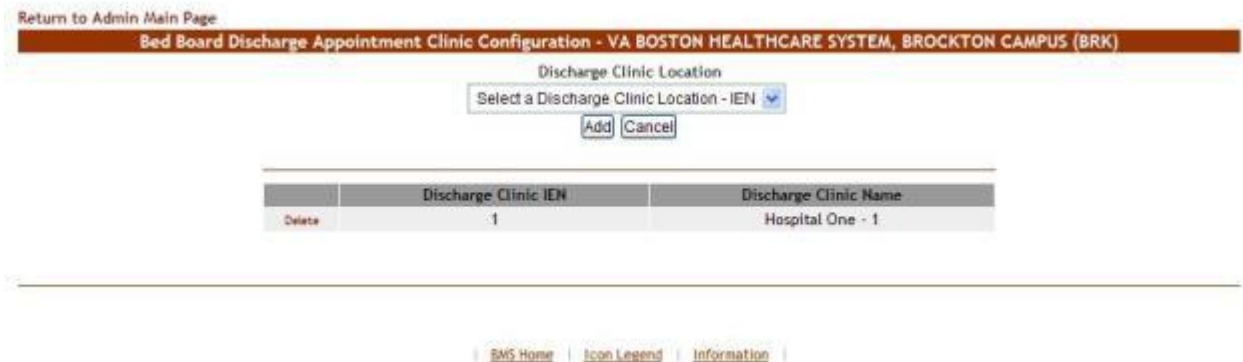 Return to Admin Main Page
Bed Board Discharge Appointment Clinic Configuration - VA BOSTON HEALTHCARE SYSTEM, BROCKTON CAMPUS (BRK)
Discharge Clinic Location
Select a Discharge Clinic Location - IEN
Add Cancel
Discharge Clinic IEN Discharge Clinic Name
Delete 1 Hospital One - 1
| BMS Home | Icon Legend | Information |